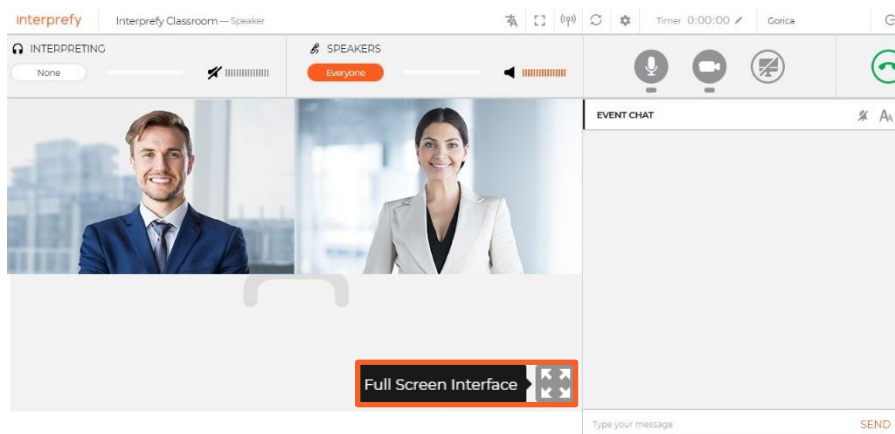 interprefy
Interprefy Classroom — Speaker
Timer 0:00:00
Gorica
INTERPRETING
None
SPEAKERS
Everyone
EVENT CHAT
Full Screen Interface
Type your message
SEND